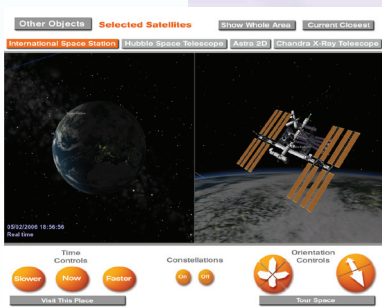 Other Objects Selected Satellites Show Whole Area Current Closest
International Space Station Hubble Space Telescope Astra 2D Chandra X-Ray Telescope
05/02/2006 18:56:56
Real time
Time
Controls
Slower Now Faster
Visit This Place
Constellations
On Off
Orientation
Controls
Tour Space